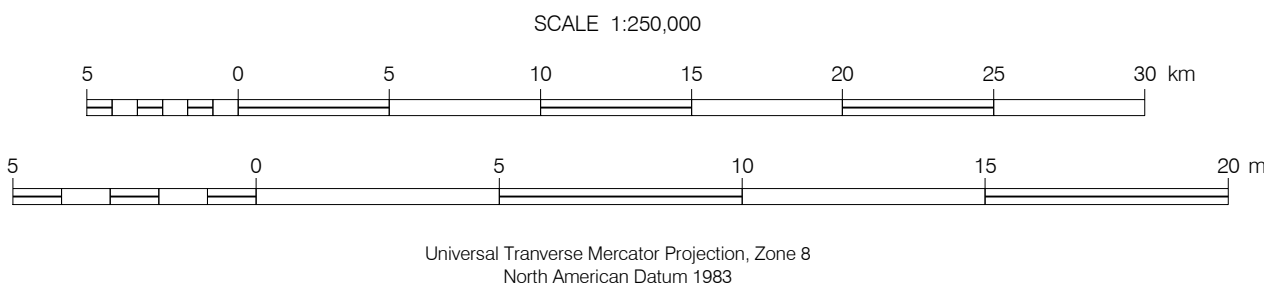 SCALE 1:250,000
5 0 5 10 15 20 25 30 km
5 0 5 10 15 20 m
Universal Tranverse Mercator Projection, Zone 8
North American Datum 1983